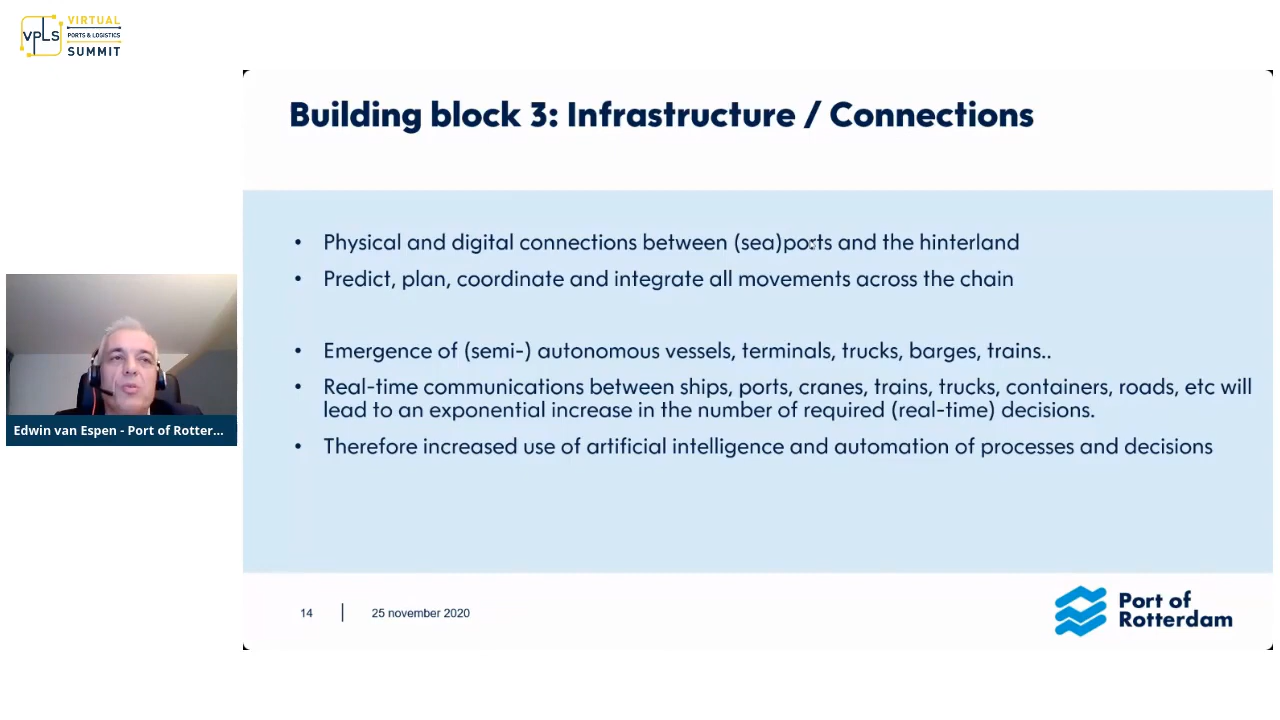 VIRTUAL
vpLs PORTS & LOGISTICS
SUMMIT
Building block 3: Infrastructure / Connections
• Physical and digital connections between (sea)ports and the hinterland
• Predict, plan, coordinate and integrate all movements across the chain
• Emergence of (semi-) autonomous vessels, terminals, trucks, barges, trains..
• Real-time communications between ships, ports, cranes, trains, trucks, containers, roads, etc will
lead to an exponential increase in the number of required (real-time) decisions.
• Therefore increased use of artificial intelligence and automation of processes and decisions
Edwin van Espen - Port of Rotter...
14 | 25 november 2020
Port of
Rotterdam